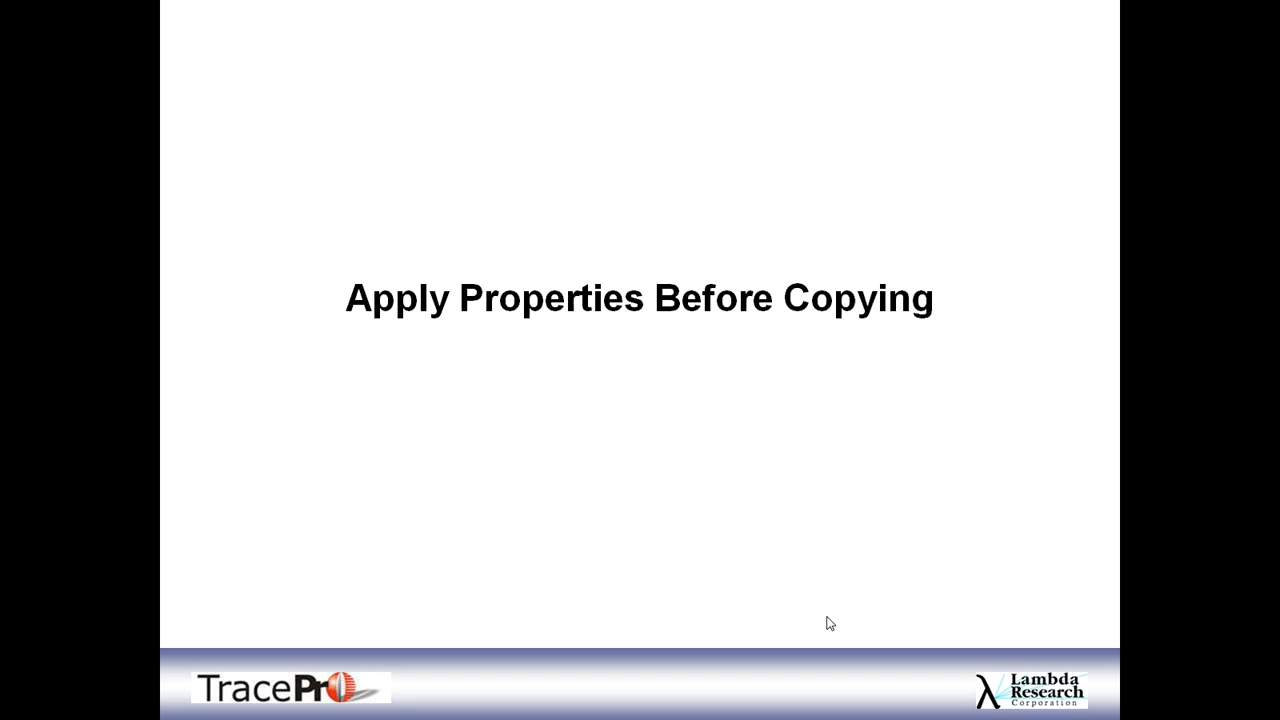 Apply Properties Before Copying
TracePro
Lambda
Research
Corporation